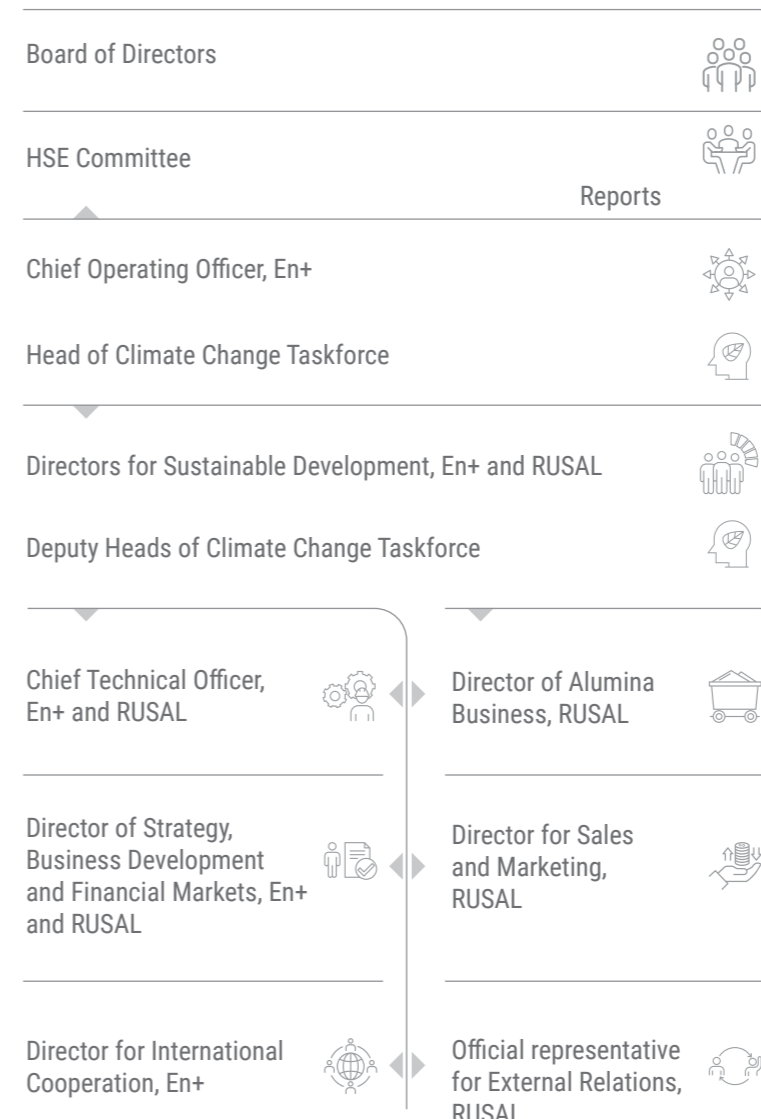 Board of Directors
HSE Committee
Reports
Chief Operating Officer, En+
Head of Climate Change Taskforce
Directors for Sustainable Development, En+ and RUSAL
Deputy Heads of Climate Change Taskforce
Chief Technical Officer,
En+ and RUSAL
Director of Alumina
Business, RUSAL
Director of Strategy,
Business Development
and Financial Markets, En+
and RUSAL
Director for Sales
and Marketing,
RUSAL
Director for International
Cooperation, En+
Official representative
for External Relations,
RUSAL